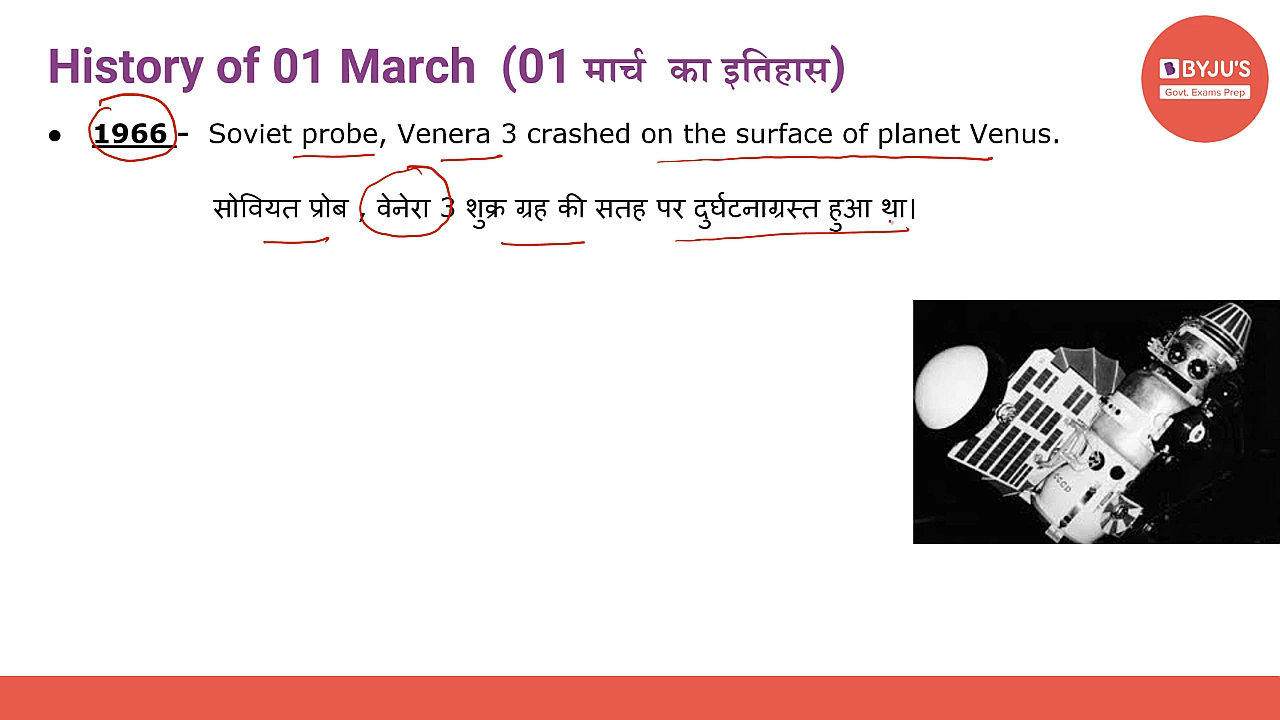 History of 01 March (01 मार्च का इतिहास)
BYJU'S
Govt. Exams Prep
● 1966 - Soviet probe, Venera 3 crashed on the surface of planet Venus.
सोवियत प्रोब , वेनेरा 3 शुक्र ग्रह की सतह पर दुर्घटनाग्रस्त हुआ था।
CCCP